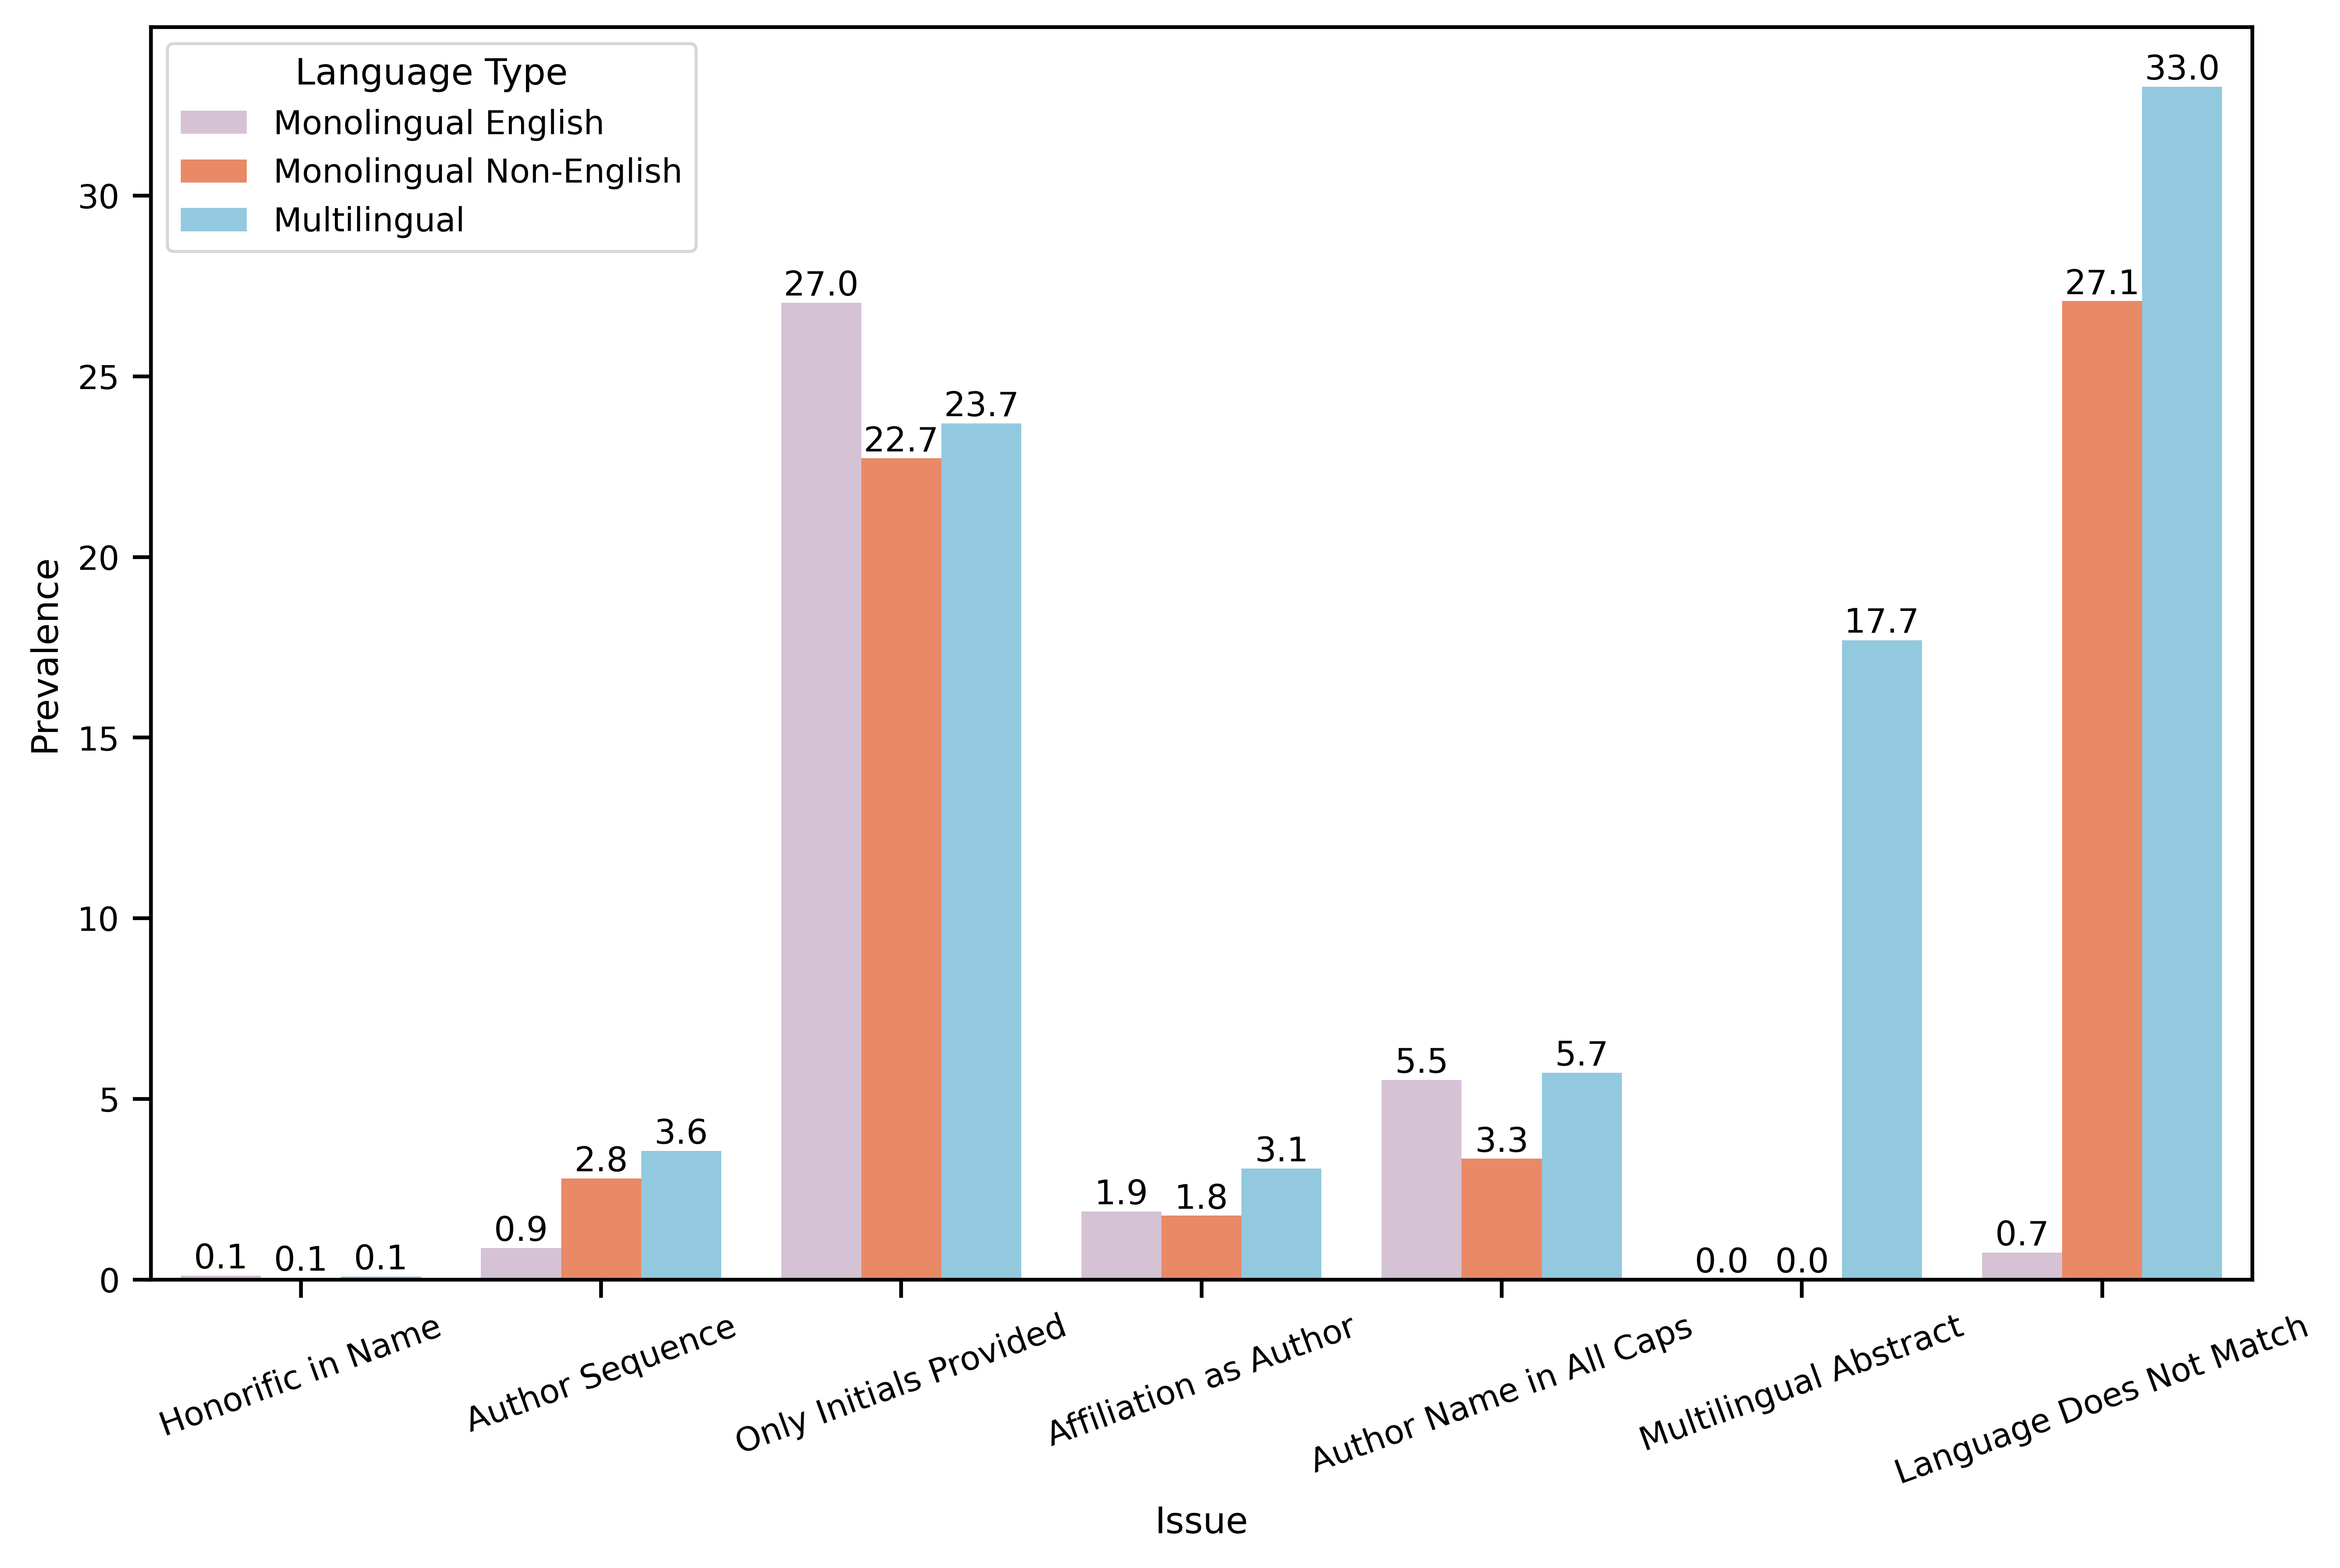 Language Type
Monolingual English
Monolingual Non-English
Multilingual
Prevalence
30
25
20
15
10
5
0
0.1
0.1
0.1
0.9
2.8
3.6
27.0
22.7
23.7
1.9
1.8
3.1
5.5
3.3
5.7
0.0
0.0
17.7
0.7
27.1
33.0
Honorific in Name
Author Sequence
Only Initials Provided
Affiliation as Author
Author Name in All Caps
Multilingual Abstract
Language Does Not Match
Issue